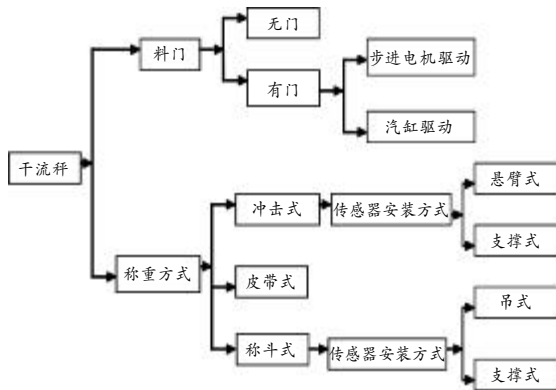 无门
料门
有门
步进电机驱动
汽缸驱动
干流秤
称重方式
冲击式
传感器安装方式
悬臂式
支撑式
皮带式
称斗式
传感器安装方式
吊式
支撑式